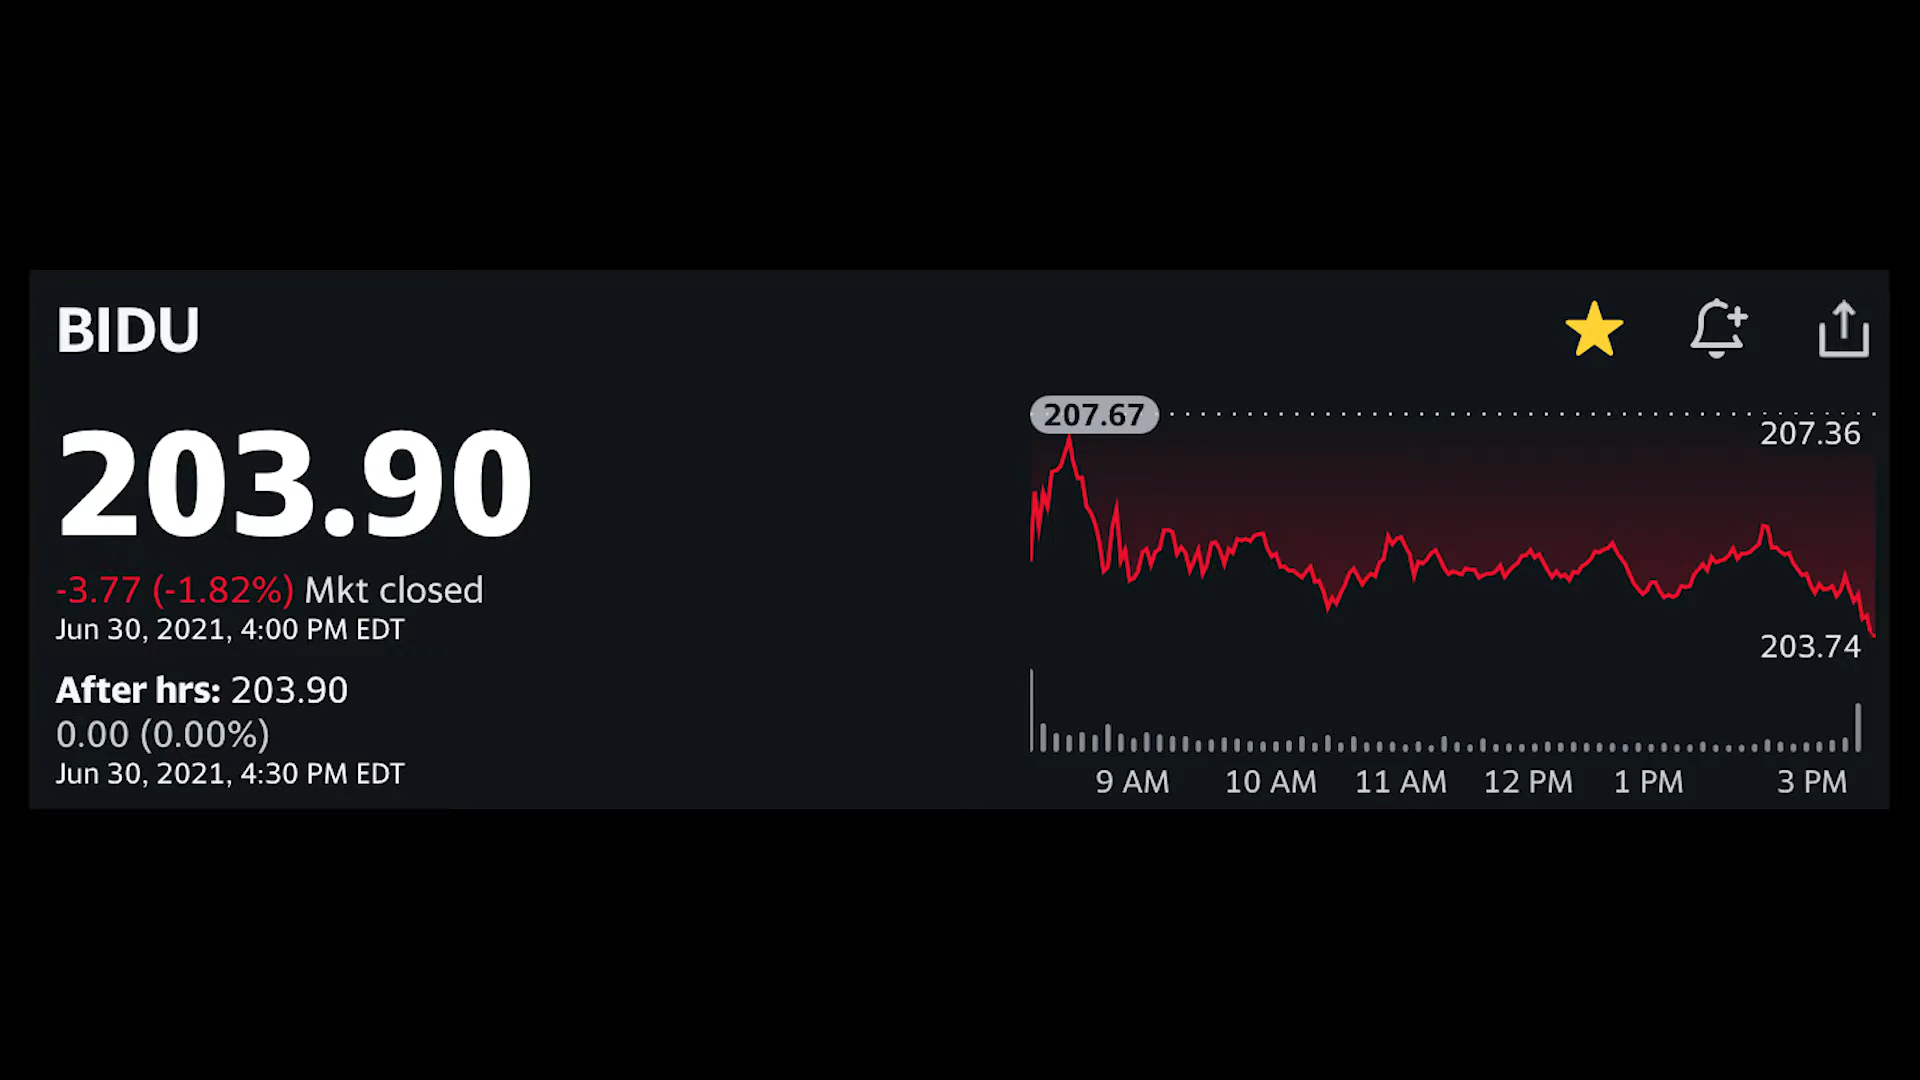 BIDU
203.90
-3.77 (-1.82%) Mkt closed
Jun 30, 2021, 4:00 PM EDT
After hrs: 203.90
0.00 (0.00%)
Jun 30, 2021, 4:30 PM EDT
207.67
207.36
203.74
9 AM 10 AM 11 AM 12 PM 1 PM 3 PM